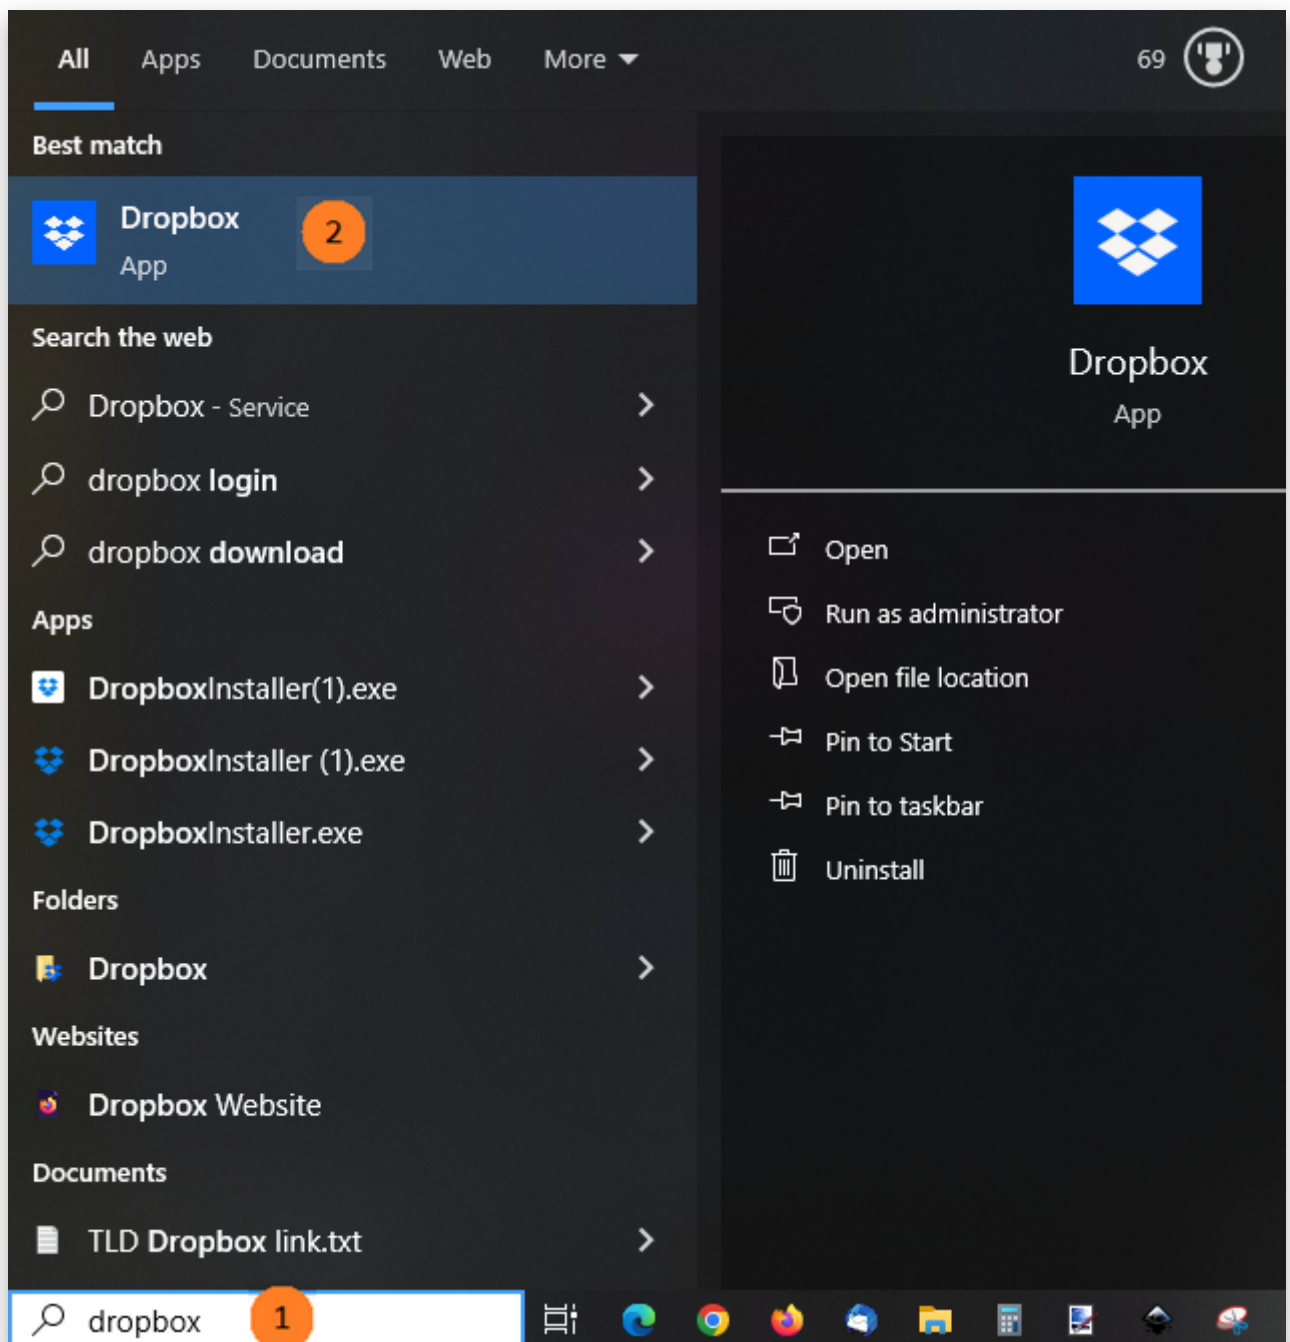 All Apps Documents Web More 69
Best match
Dropbox
App
2
Search the web
Dropbox - Service
dropbox login
dropbox download
Apps
DropboxInstaller(1).exe
DropboxInstaller (1).exe
DropboxInstaller.exe
Folders
Dropbox
Websites
Dropbox Website
Documents
TLD Dropbox link.txt
dropbox 1
Dropbox
App
Open
Run as administrator
Open file location
Pin to Start
Pin to taskbar
Uninstall